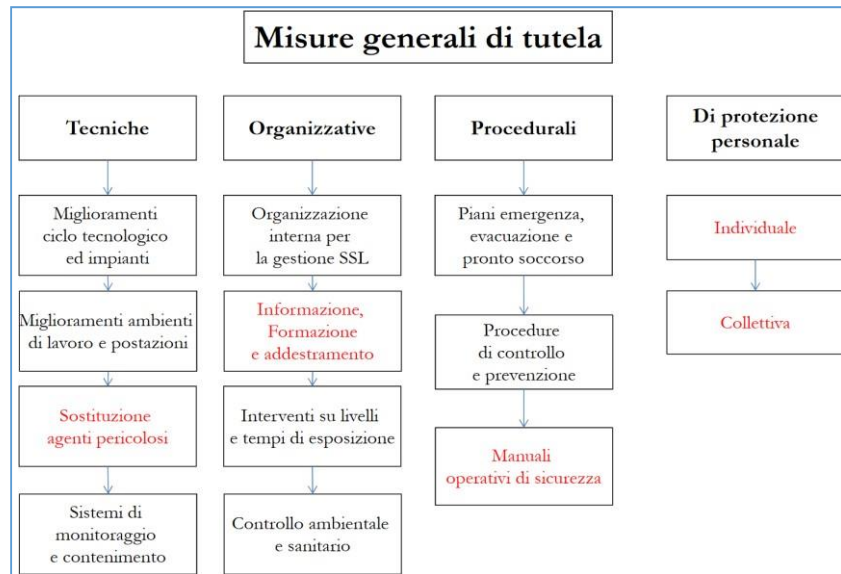 Misure generali di tutela
Tecniche
Miglioramenti
ciclo tecnologico
ed impianti
Miglioramenti ambienti
di lavoro e postazioni
Sostituzione
agenti pericolosi
Sistemi di
monitoraggio
e contenimento
Organizzative
Organizzazione
interna per
la gestione SSL
Informazione,
Formazione
e addestramento
Interventi su livelli
e tempi di esposizione
Controllo ambientale
e sanitario
Procedurali
Piani emergenza,
evacuazione e
pronto soccorso
Procedure
di controllo
e prevenzione
Manuali
operativi di sicurezza
Di protezione
personale
Individuale
Collettiva